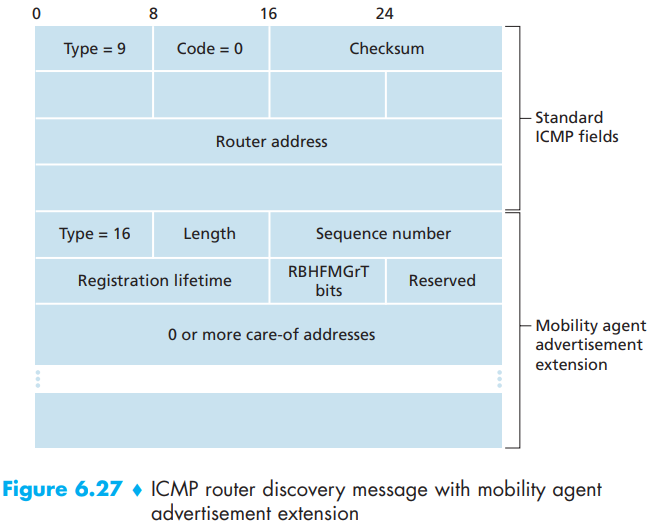 0 8 16 24
Type = 9 Code = 0 Checksum
Standard
ICMP fields
Router address
Type = 16 Length Sequence number
Registration lifetime RBHFMGrT
bits Reserved
0 or more care-of addresses
Mobility agent
advertisement
extension
Figure 6.27 ♦ ICMP router discovery message with mobility agent
advertisement extension